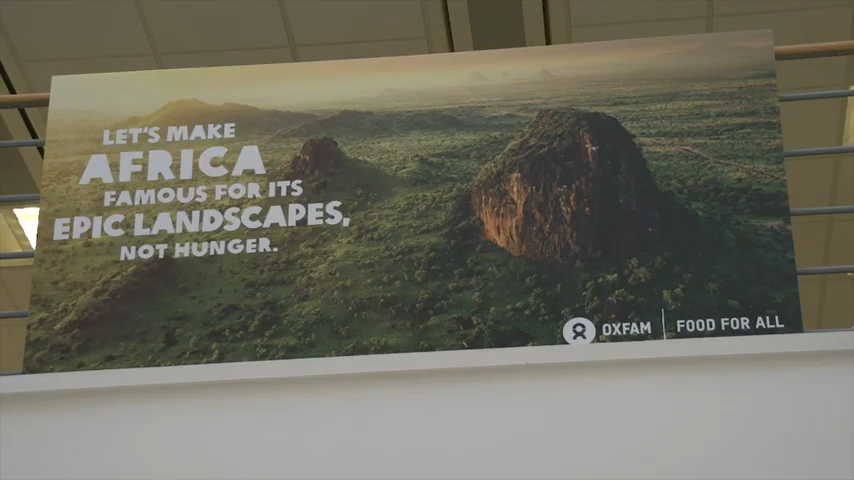 LET'S MAKE
AFRICA
FAMOUS FOR ITS
EPIC LANDSCAPES,
NOT HUNGER.
OXFAM
FOOD FOR ALL